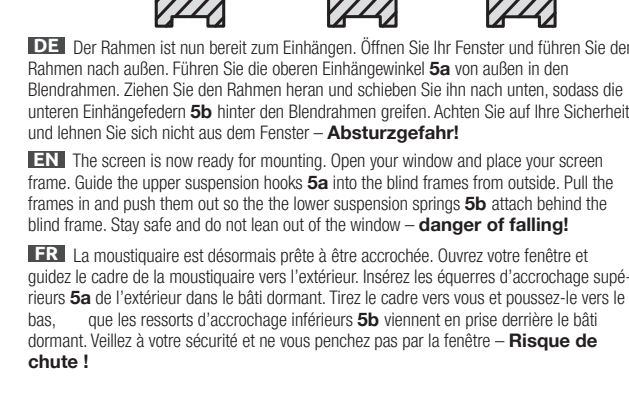 DE Der Rahmen ist nun bereit zum Einhängen. Öffnen Sie Ihr Fenster und führen Sie den
Rahmen nach außen. Führen Sie die oberen Einhängewinkel 5a von außen in den
Blendrahmen. Ziehen Sie den Rahmen heran und schieben Sie ihn nach unten, sodass die
unteren Einhängefedern 5b hinter den Blendrahmen greifen. Achten Sie auf Ihre Sicherheit
und lehnen Sie sich nicht aus dem Fenster – Absturzgefahr!
EN The screen is now ready for mounting. Open your window and place your screen
frame. Guide the upper suspension hooks 5a into the blind frames from outside. Pull the
frames in and push them out so the the lower suspension springs 5b attach behind the
blind frame. Stay safe and do not lean out of the window – danger of falling!
FR La moustiquaire est désormais prête à être accrochée. Ouvrez votre fenêtre et
guidez le cadre de la moustiquaire vers l'extérieur. Insérez les équerres d'accrochage supé-
rieurs 5a de l'extérieur dans le bâti dormant. Tirez le cadre vers vous et poussez-le vers le
bas, que les ressorts d'accrochage inférieurs 5b viennent en prise derrière le bâti
dormant. Veillez à votre sécurité et ne vous penchez pas par la fenêtre – Risque de
chute !